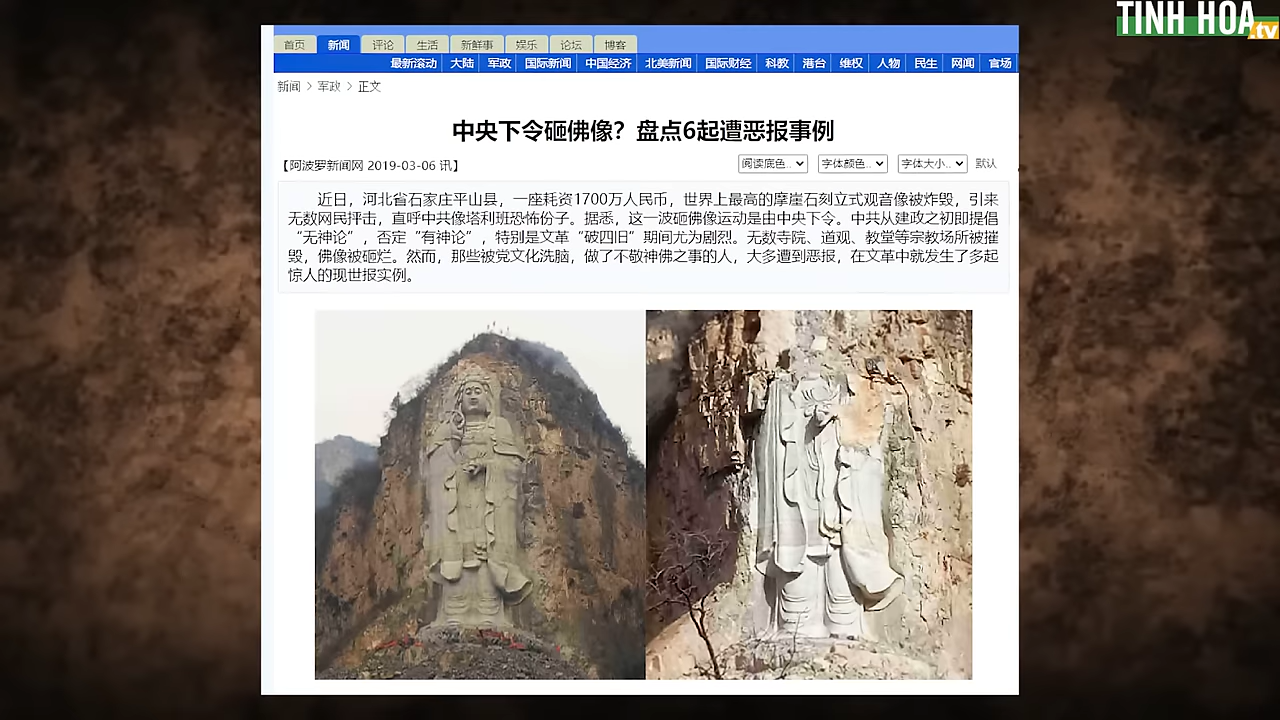 TINH HOA
.tv
首页 新闻 评论 生活 新鲜事 娱乐 论坛 博客
最新滚动 大陆 军政 国际新闻 中国经济 北美新闻 国际财经 科教 港台 维权 人物 民生 网闻 官场
新闻 > 军政 > 正文
中央下令砸佛像？盘点6起遭恶报事例
【阿波罗新闻网 2019-03-06 讯】 阅读底色.. 字体颜色.. 字体大小.. 默认
近日，河北省石家庄平山县，一座耗资1700万人民币，世界上最高的摩崖石刻立式观音像被炸毁，引来
无数网民抨击，直呼中共像塔利班恐怖份子。据悉，这一波砸佛像运动是由中央下令。中共从建政之初即提倡
“无神论”，否定“有神论”，特别是文革“破四旧”期间尤为剧烈。无数寺院、道观、教堂等宗教场所被摧
毁，佛像被砸烂。然而，那些被党文化洗脑，做了不敬神佛之事的人，大多遭到恶报，在文革中就发生了多起
惊人的现世报实例。